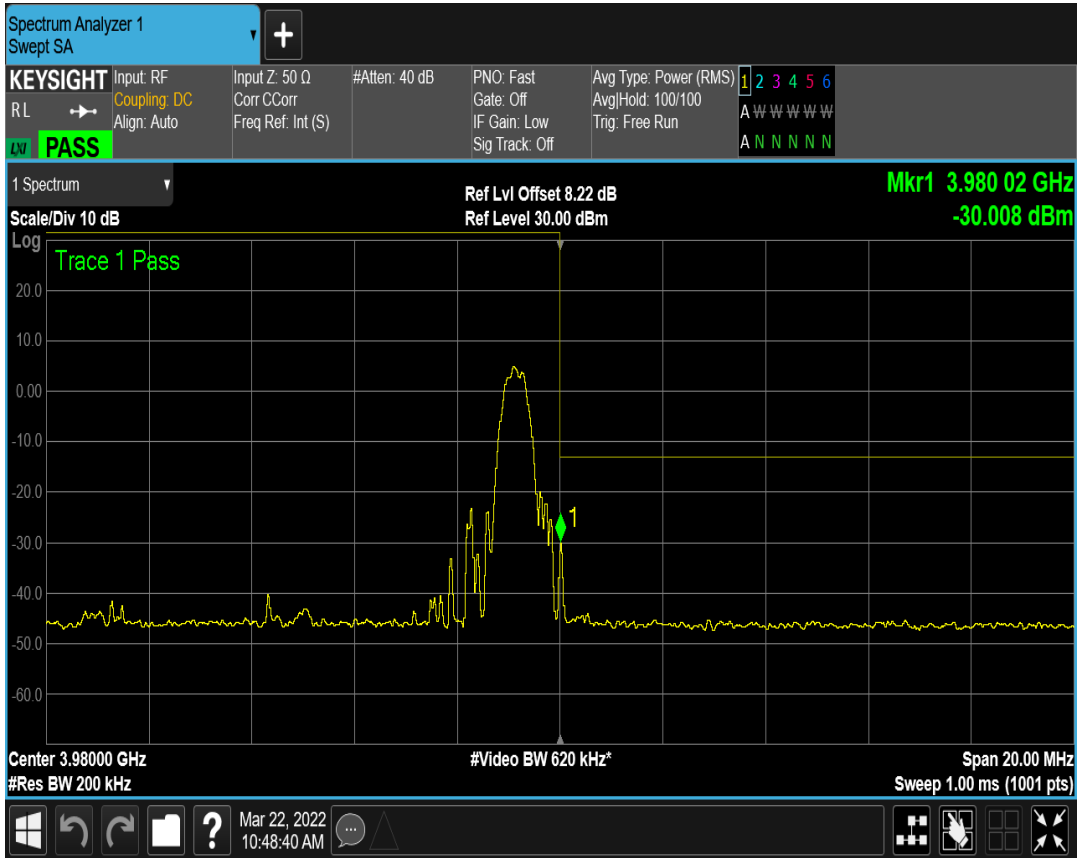 Spectrum Analyzer 1
Swept SA
KEYSIGHT
R L
LXI PASS
Input: RF
Coupling: DC
Align: Auto
Input Z: 50 Ω
Corr CCorr
Freq Ref: Int (S)
#Atten: 40 dB
PNO: Fast
Gate: Off
IF Gain: Low
Sig Track: Off
Avg Type: Power (RMS)
Avg|Hold: 100/100
Trig: Free Run
1 2 3 4 5 6
A W W W W W
A N N N N N
1 Spectrum
Scale/Div 10 dB
Ref Lvl Offset 8.22 dB
Ref Level 30.00 dBm
Mkr1 3.980 02 GHz
-30.008 dBm
Log
Trace 1 Pass
20.0
10.0
0.00
-10.0
-20.0
1
-30.0
-40.0
-50.0
-60.0
Center 3.98000 GHz
#Res BW 200 kHz
#Video BW 620 kHz*
Span 20.00 MHz
Sweep 1.00 ms (1001 pts)
?
Mar 22, 2022
10:48:40 AM